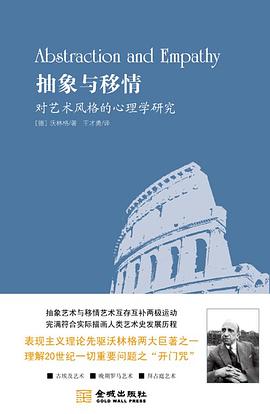 Abstraction and Empathy
抽象与移情
对艺术风格的心理学研究
[德] 沃林格/著 王才勇/译
抽象艺术与移情艺术互存互补两极运动
完满符合实际描画人类艺术史发展历程
表现主义理论先驱沃林格两大巨著之一
理解20世纪一切重要问题之“开门咒”
■ 古埃及艺术 ■ 晚期罗马艺术 ■ 拜占庭艺术
金城出版社
GOLD WALL PRESS